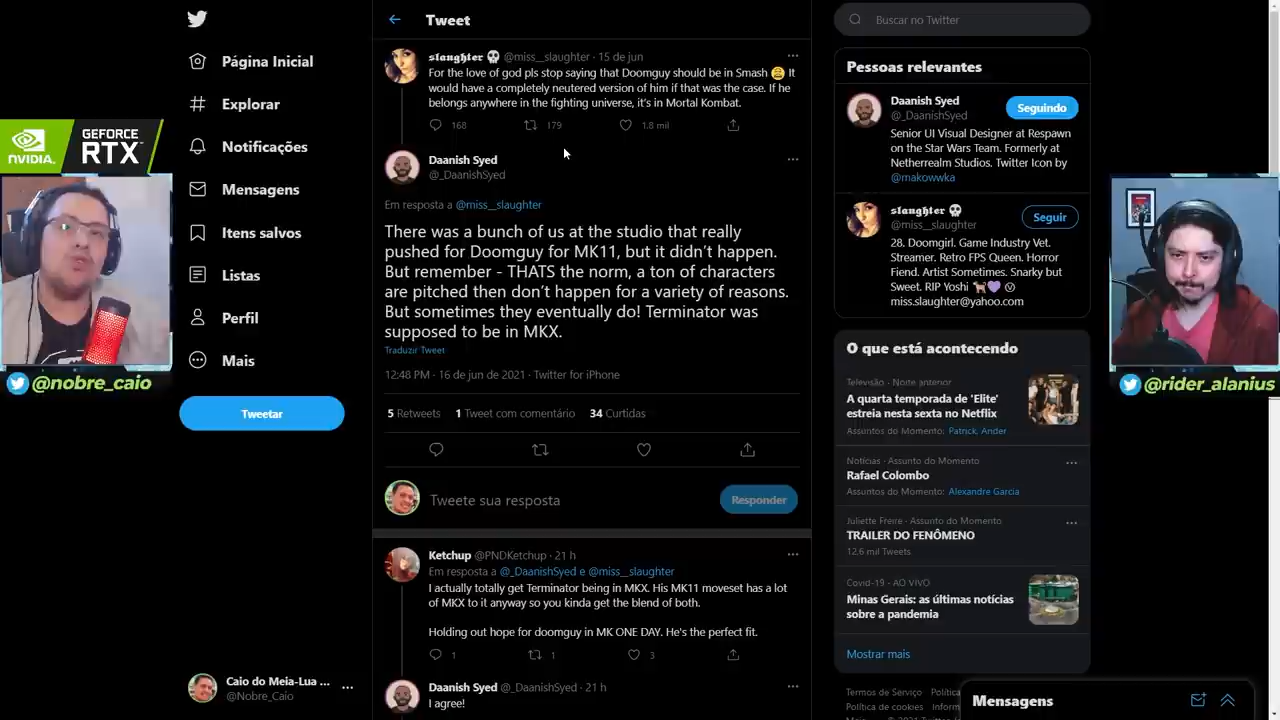 Tweet
Buscar no Twitter
Página Inicial
Explorar
Notificações
Mensagens
Itens salvos
Listas
Perfil
Mais
Tweetar
NVIDIA.
GEFORCE
RTX
@nobre_caio
Caio do Meia-Lua ...
@Nobre_Caio
slaughter 💀 @miss__slaughter · 15 de jun
For the love of god pls stop saying that Doomguy should be in Smash 😩 It
would have a completely neutered version of him if that was the case. If he
belongs anywhere in the fighting universe, it's in Mortal Kombat.
168 179 1.8 mil
Daanish Syed
@_DaanishSyed
Em resposta a @miss__slaughter
There was a bunch of us at the studio that really
pushed for Doomguy for MK11, but it didn't happen.
But remember - THATS the norm, a ton of characters
are pitched then don't happen for a variety of reasons.
But sometimes they eventually do! Terminator was
supposed to be in MKX.
Traduzir Tweet
12:48 PM · 16 de jun de 2021 · Twitter for iPhone
5 Retweets 1 Tweet com comentário 34 Curtidas
Tweete sua resposta
Responder
Ketchup @PNDKetchup · 21 h
Em resposta a @_DaanishSyed e @miss__slaughter
I actually totally get Terminator being in MKX. His MK11 moveset has a lot
of MKX to it anyway so you kinda get the blend of both.
Holding out hope for doomguy in MK ONE DAY. He's the perfect fit.
1 1 3
Daanish Syed @_DaanishSyed · 21 h
I agree!
Pessoas relevantes
Daanish Syed
@_DaanishSyed
Seguindo
Senior UI Visual Designer at Respawn
on the Star Wars Team. Formerly at
Netherrealm Studios. Twitter Icon by
@makowwka
slaughter 💀
@miss__slaughter
Seguir
28. Doomgirl. Game Industry Vet.
Streamer. Retro FPS Queen. Horror
Fiend. Artist Sometimes. Snarky but
Sweet. RIP Yoshi
miss.slaughter@yahoo.com
NVIDIA.
GEFORCE
RTX
@rider_alanius
O que está acontecendo
Televisão · Noite anterior
A quarta temporada de 'Elite'
estreia nesta sexta no Netflix
Assuntos do Momento: Patrick, Ander
Notícias · Assunto do Momento
Rafael Colombo
Assuntos do Momento: Alexandre Garcia
Juliette Freire · Assunto do Momento
TRAILER DO FENÔMENO
12,6 mil Tweets
Covid-19 · AO VIVO
Minas Gerais: as últimas notícias
sobre a pandemia
Mostrar mais
Termos de Serviço
Política de cookies
Mensagens